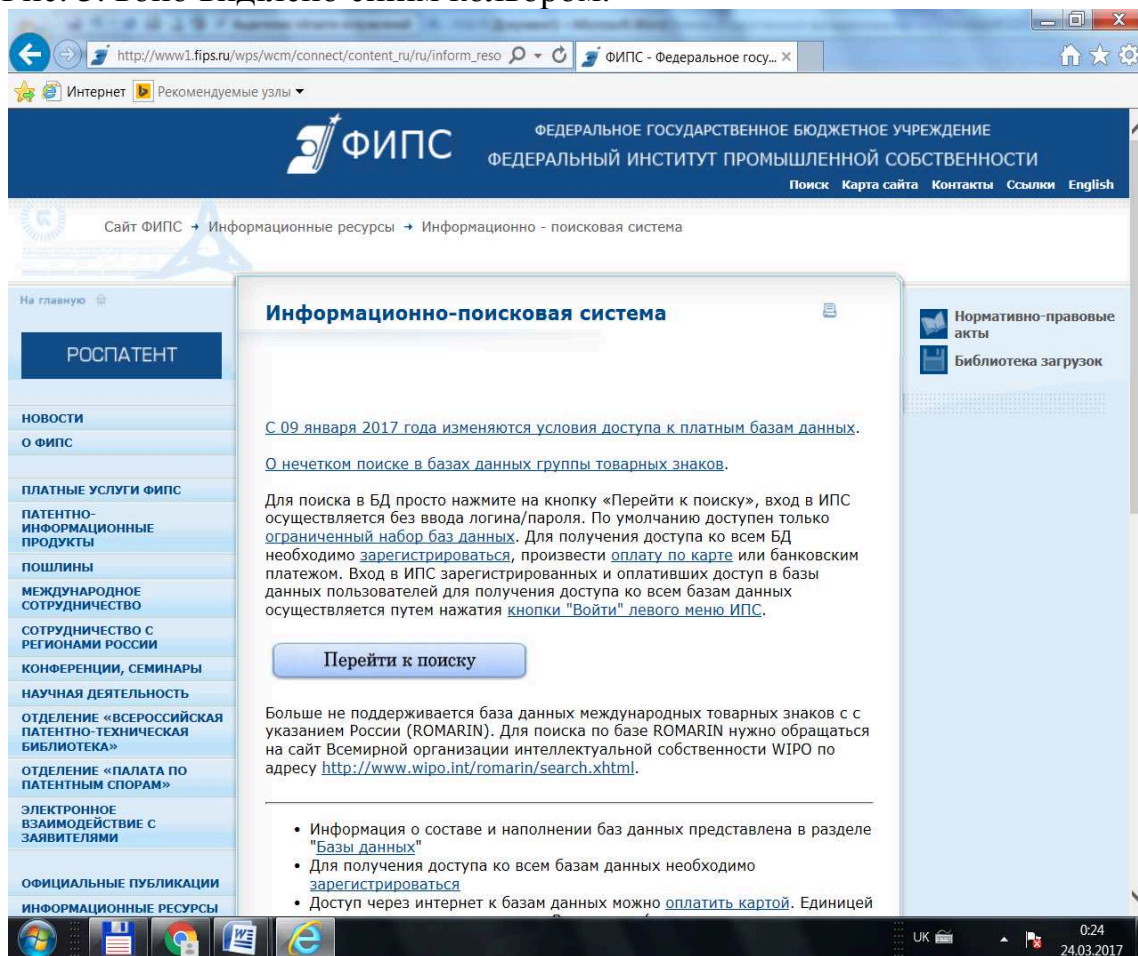 http://www1.fips.ru/wps/wcm/connect/content_ru/ru/inform_reso
ФИПС - Федеральное госу...
Интернет Рекомендуемые узлы
ФИПС
ФЕДЕРАЛЬНОЕ ГОСУДАРСТВЕННОЕ БЮДЖЕТНОЕ УЧРЕЖДЕНИЕ
ФЕДЕРАЛЬНЫЙ ИНСТИТУТ ПРОМЫШЛЕННОЙ СОБСТВЕННОСТИ
Поиск Карта сайта Контакты Ссылки English
Сайт ФИПС → Информационные ресурсы → Информационно - поисковая система
На главную
РОСПАТЕНТ
НОВОСТИ
О ФИПС
ПЛАТНЫЕ УСЛУГИ ФИПС
ПАТЕНТНО-
ИНФОРМАЦИОННЫЕ
ПРОДУКТЫ
ПОШЛИНЫ
МЕЖДУНАРОДНОЕ
СОТРУДНИЧЕСТВО
СОТРУДНИЧЕСТВО С
РЕГИОНАМИ РОССИИ
КОНФЕРЕНЦИИ, СЕМИНАРЫ
НАУЧНАЯ ДЕЯТЕЛЬНОСТЬ
ОТДЕЛЕНИЕ «ВСЕРОССИЙСКАЯ
ПАТЕНТНО-ТЕХНИЧЕСКАЯ
БИБЛИОТЕКА»
ОТДЕЛЕНИЕ «ПАЛАТА ПО
ПАТЕНТНЫМ СПОРАМ»
ЭЛЕКТРОННОЕ
ВЗАИМОДЕЙСТВИЕ С
ЗАЯВИТЕЛЯМИ
ОФИЦИАЛЬНЫЕ ПУБЛИКАЦИИ
ИНФОРМАЦИОННЫЕ РЕСУРСЫ
Информационно-поисковая система
С 09 января 2017 года изменяются условия доступа к платным базам данных.
О нечетком поиске в базах данных группы товарных знаков.
Для поиска в БД просто нажмите на кнопку «Перейти к поиску», вход в ИПС
осуществляется без ввода логина/пароля. По умолчанию доступен только
ограниченный набор баз данных. Для получения доступа ко всем БД
необходимо зарегистрироваться, произвести оплату по карте или банковским
платежом. Вход в ИПС зарегистрированных и оплативших доступ в базы
данных пользователей для получения доступа ко всем базам данных
осуществляется путем нажатия кнопки "Войти" левого меню ИПС.
Перейти к поиску
Больше не поддерживается база данных международных товарных знаков с с
указанием России (ROMARIN). Для поиска по базе ROMARIN нужно обращаться
на сайт Всемирной организации интеллектуальной собственности WIPO по
адресу http://www.wipo.int/romarin/search.xhtml.
• Информация о составе и наполнении баз данных представлена в разделе
"Базы данных"
• Для получения доступа ко всем базам данных необходимо
зарегистрироваться
• Доступ через интернет к базам данных можно оплатить картой. Единицей
Нормативно-правовые
акты
Библиотека загрузок
UK
0:24
24.03.2017